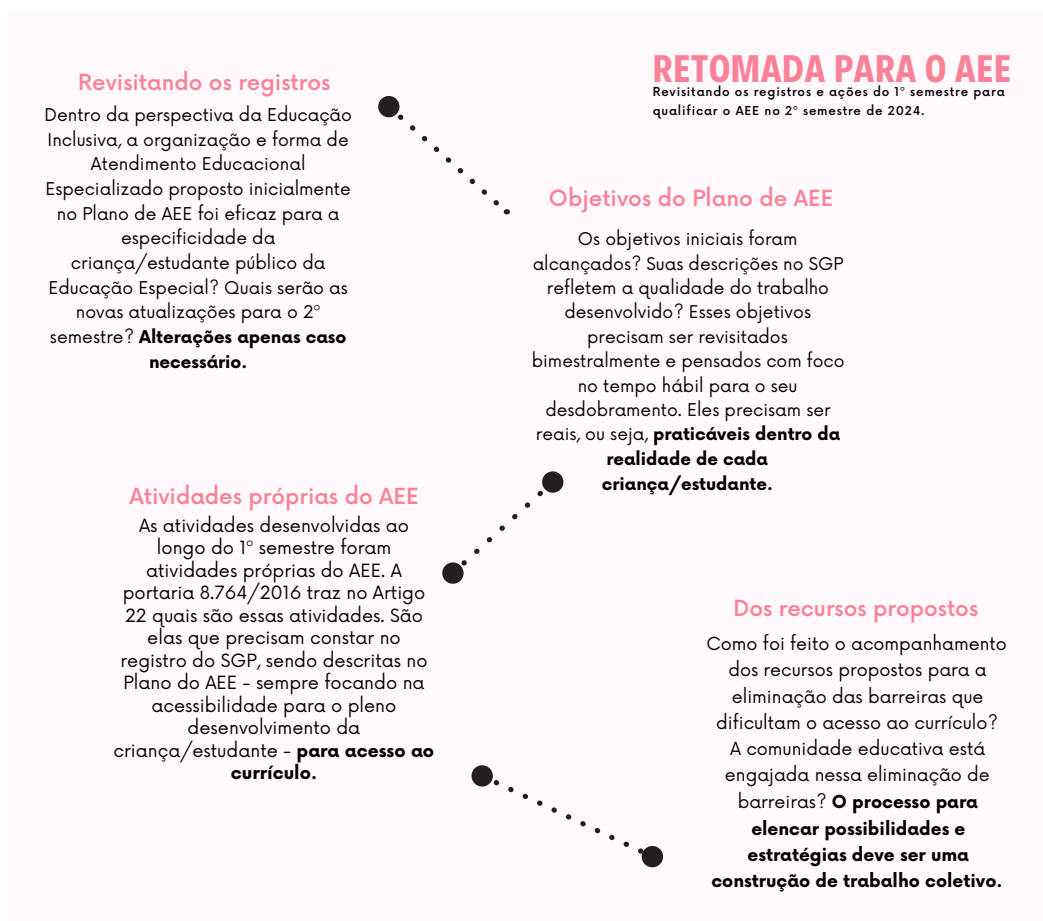 RETOMADA PARA O AEE
Revisitando os registros e ações do 1º semestre para
qualificar o AEE no 2º semestre de 2024.
Revisitando os registros
Dentro da perspectiva da Educação
Inclusiva, a organização e forma de
Atendimento Educacional
Especializado proposto inicialmente
no Plano de AEE foi eficaz para a
especificidade da
criança/estudante público da
Educação Especial? Quais serão as
novas atualizações para o 2º
semestre? Alterações apenas caso
necessário.
Objetivos do Plano de AEE
Os objetivos iniciais foram
alcançados? Suas descrições no SGP
refletem a qualidade do trabalho
desenvolvido? Esses objetivos
precisam ser revisitados
bimestralmente e pensados com foco
no tempo hábil para o seu
desdobramento. Eles precisam ser
reais, ou seja, praticáveis dentro da
realidade de cada
criança/estudante.
Atividades próprias do AEE
As atividades desenvolvidas ao
longo do 1º semestre foram
atividades próprias do AEE. A
portaria 8.764/2016 traz no Artigo
22 quais são essas atividades. São
elas que precisam constar no
registro do SGP, sendo descritas no
Plano do AEE - sempre focando na
acessibilidade para o pleno
desenvolvimento da
criança/estudante - para acesso ao
currículo.
Dos recursos propostos
Como foi feito o acompanhamento
dos recursos propostos para a
eliminação das barreiras que
dificultam o acesso ao currículo?
A comunidade educativa está
engajada nessa eliminação de
barreiras? O processo para
elencar possibilidades e
estratégias deve ser uma
construção de trabalho coletivo.